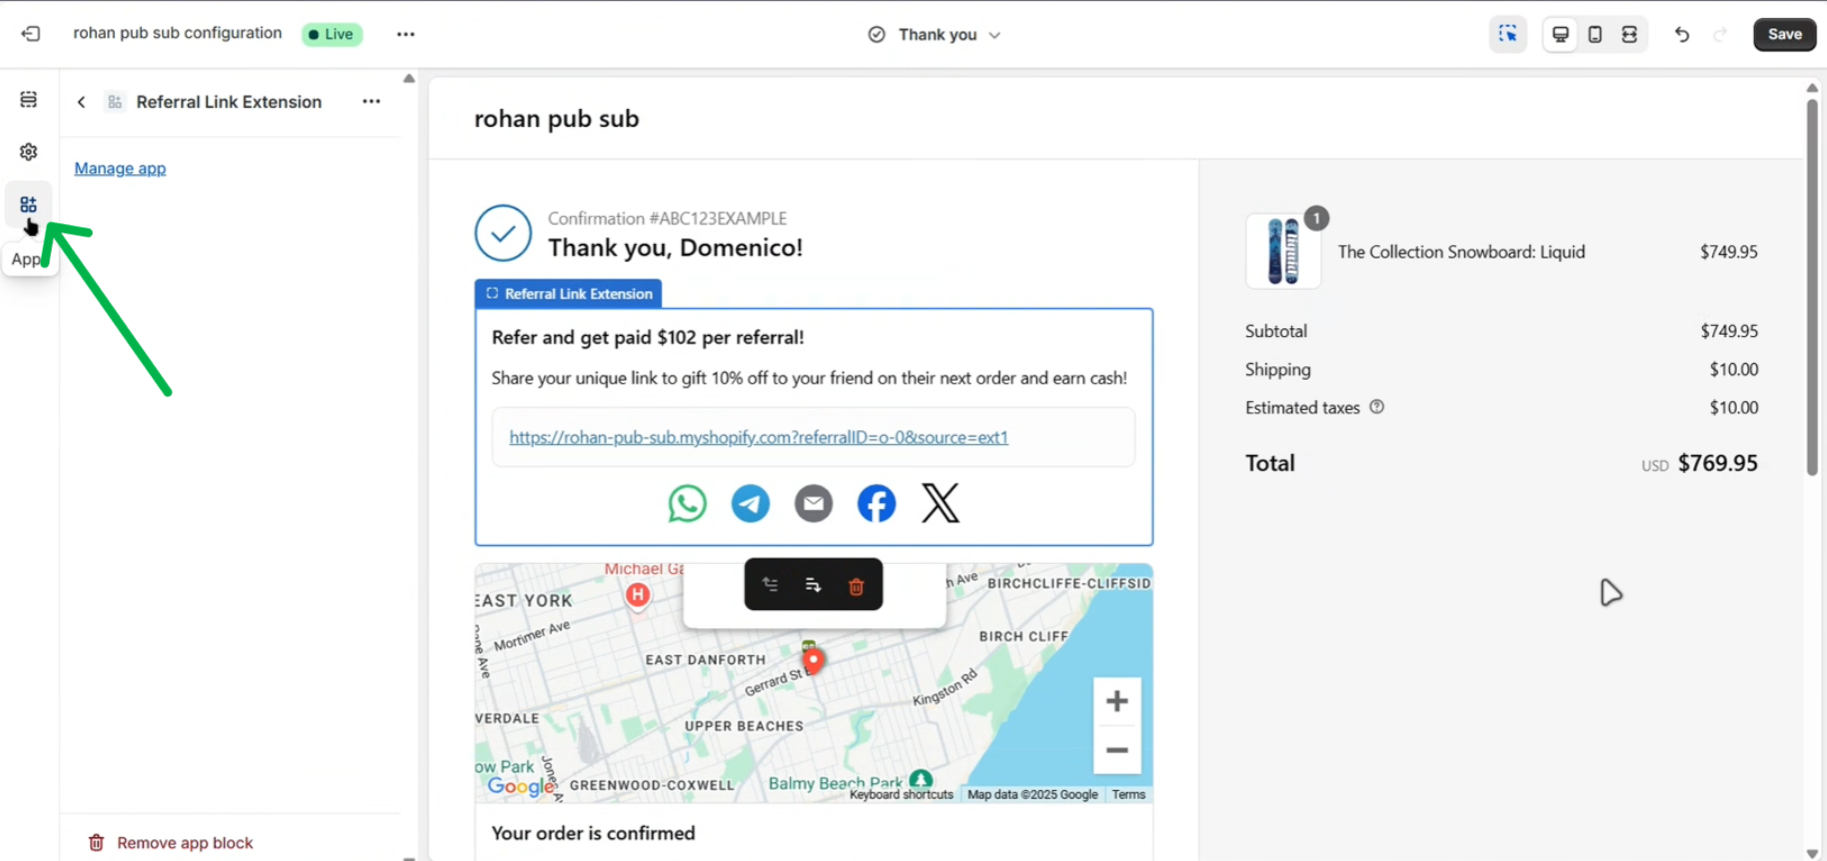 rohan pub sub configuration
Live
Thank you
Save
Referral Link Extension
Manage app
App
Remove app block
rohan pub sub
Confirmation #ABC123EXAMPLE
Thank you, Domenico!
Referral Link Extension
Refer and get paid $102 per referral!
Share your unique link to gift 10% off to your friend on their next order and earn cash!
https://rohan-pub-sub.myshopify.com?referralID=o-0&source=ext1
Michael Ga
H
h Ave
BIRCHCLIFFE-CLIFFSID
EAST YORK
Mortimer Ave
ne Ave
BIRCH CLIFF
EAST DANFORTH
Gerrard St E
Kingston Rd
VERDALE
UPPER BEACHES
ow Park
Jones A
Google
GREENWOOD-COXWELL
Balmy Beach Park
Keyboard shortcuts
Map data ©2025 Google
Terms
Your order is confirmed
1
The Collection Snowboard: Liquid $749.95
Subtotal $749.95
Shipping $10.00
Estimated taxes $10.00
Total USD $769.95